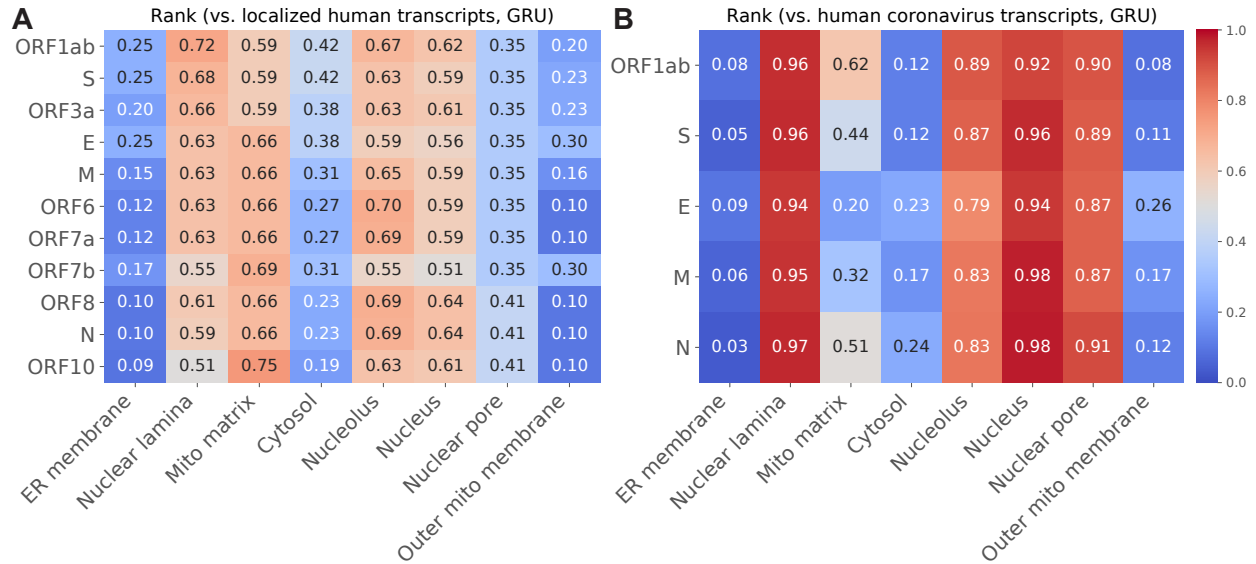 A
Rank (vs. localized human transcripts, GRU)
ORF1ab 0.25 0.72 0.59 0.42 0.67 0.62 0.35 0.20
S 0.25 0.68 0.59 0.42 0.63 0.59 0.35 0.23
ORF3a 0.20 0.66 0.59 0.38 0.63 0.61 0.35 0.23
E 0.25 0.63 0.66 0.38 0.59 0.56 0.35 0.30
M 0.15 0.63 0.66 0.31 0.65 0.59 0.35 0.16
ORF6 0.12 0.63 0.66 0.27 0.70 0.59 0.35 0.10
ORF7a 0.12 0.63 0.66 0.27 0.69 0.59 0.35 0.10
ORF7b 0.17 0.55 0.69 0.31 0.55 0.51 0.35 0.30
ORF8 0.10 0.61 0.66 0.23 0.69 0.64 0.41 0.10
N 0.10 0.59 0.66 0.23 0.69 0.64 0.41 0.10
ORF10 0.09 0.51 0.75 0.19 0.63 0.61 0.41 0.10
ER membrane
Nuclear lamina
Mito matrix
Cytosol
Nucleolus
Nucleus
Nuclear pore
Outer mito membrane
B
Rank (vs. human coronavirus transcripts, GRU)
ORF1ab 0.08 0.96 0.62 0.12 0.89 0.92 0.90 0.08
S 0.05 0.96 0.44 0.12 0.87 0.96 0.89 0.11
E 0.09 0.94 0.20 0.23 0.79 0.94 0.87 0.26
M 0.06 0.95 0.32 0.17 0.83 0.98 0.87 0.17
N 0.03 0.97 0.51 0.24 0.83 0.98 0.91 0.12
ER membrane
Nuclear lamina
Mito matrix
Cytosol
Nucleolus
Nucleus
Nuclear pore
Outer mito membrane
1.0
0.8
0.6
0.4
0.2
0.0